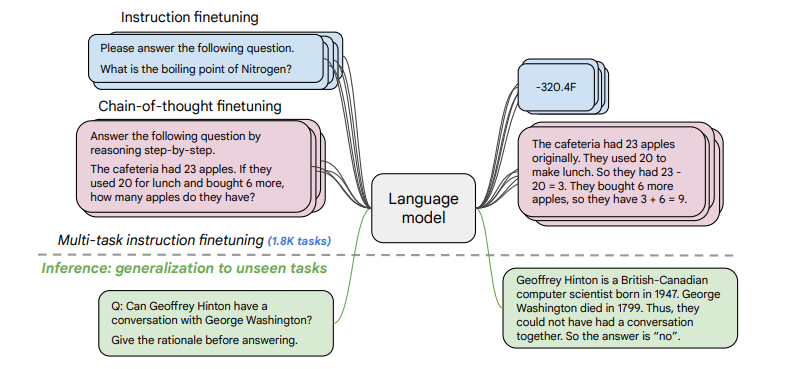 Instruction finetuning
Please answer the following question.
What is the boiling point of Nitrogen?
-320.4F
Chain-of-thought finetuning
Answer the following question by
reasoning step-by-step.
The cafeteria had 23 apples. If they
used 20 for lunch and bought 6 more,
how many apples do they have?
Language
model
The cafeteria had 23 apples
originally. They used 20 to
make lunch. So they had 23 -
20 = 3. They bought 6 more
apples, so they have 3 + 6 = 9.
Multi-task instruction finetuning (1.8K tasks)
Inference: generalization to unseen tasks
Q: Can Geoffrey Hinton have a
conversation with George Washington?
Give the rationale before answering.
Geoffrey Hinton is a British-Canadian
computer scientist born in 1947. George
Washington died in 1799. Thus, they
could not have had a conversation
together. So the answer is “no”.